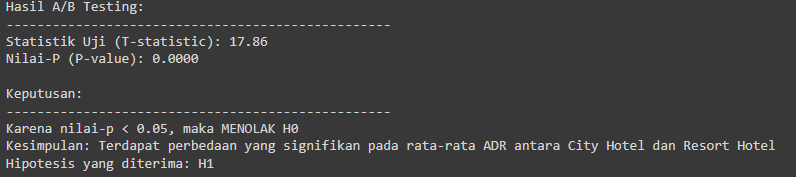 Hasil A/B Testing:
--------------------------------------------------
Statistik Uji (T-statistic): 17.86
Nilai-P (P-value): 0.0000
Keputusan:
--------------------------------------------------
Karena nilai-p < 0.05, maka MENOLAK H0
Kesimpulan: Terdapat perbedaan yang signifikan pada rata-rata ADR antara City Hotel dan Resort Hotel
Hipotesis yang diterima: H1